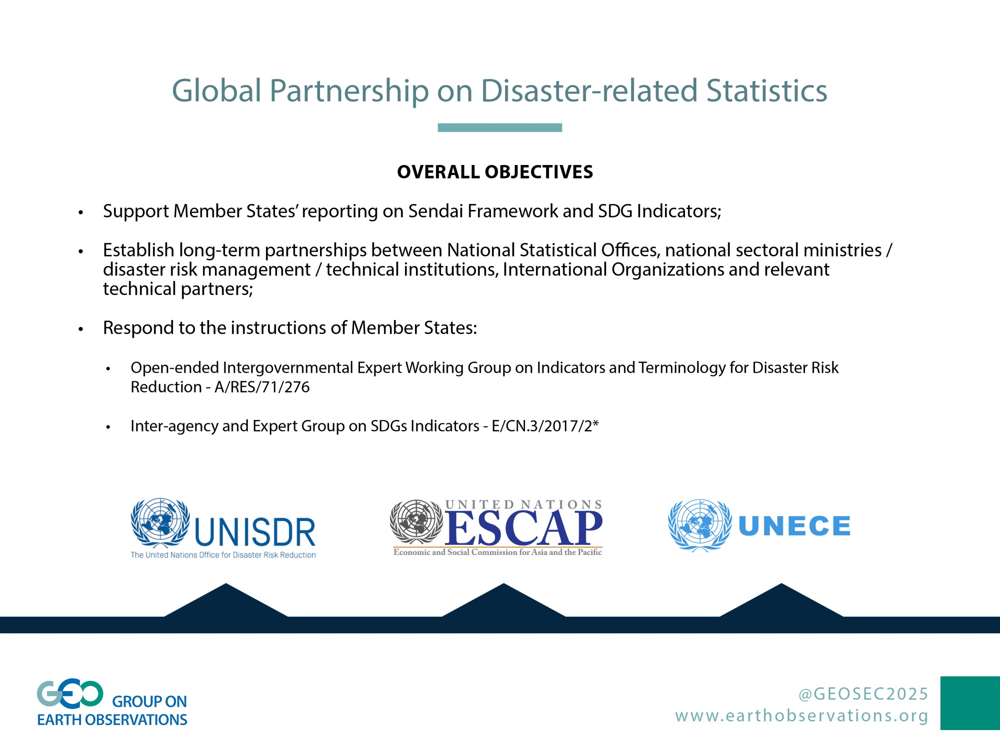 Global Partnership on Disaster-related Statistics
OVERALL OBJECTIVES
• Support Member States’ reporting on Sendai Framework and SDG Indicators;
• Establish long-term partnerships between National Statistical Offices, national sectoral ministries /
disaster risk management / technical institutions, International Organizations and relevant
technical partners;
• Respond to the instructions of Member States:
• Open-ended Intergovernmental Expert Working Group on Indicators and Terminology for Disaster Risk
Reduction - A/RES/71/276
• Inter-agency and Expert Group on SDGs Indicators - E/CN.3/2017/2*
UNISDR
The United Nations Office for Disaster Risk Reduction
UNITED NATIONS
ESCAP
Economic and Social Commission for Asia and the Pacific
UNECE
GEO GROUP ON
EARTH OBSERVATIONS
@GEOSEC2025
www.earthobservations.org